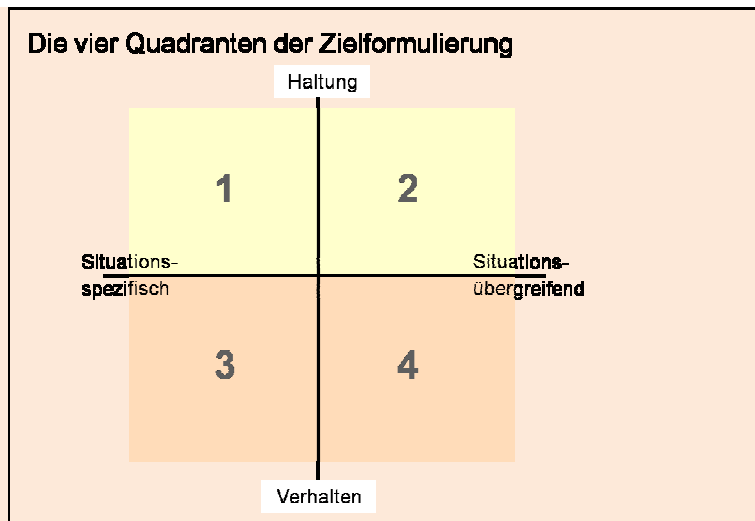 Die vier Quadranten der Zielformulierung
Haltung
1
2
Situations-
spezifisch
Situations-
übergreifend
3
4
Verhalten